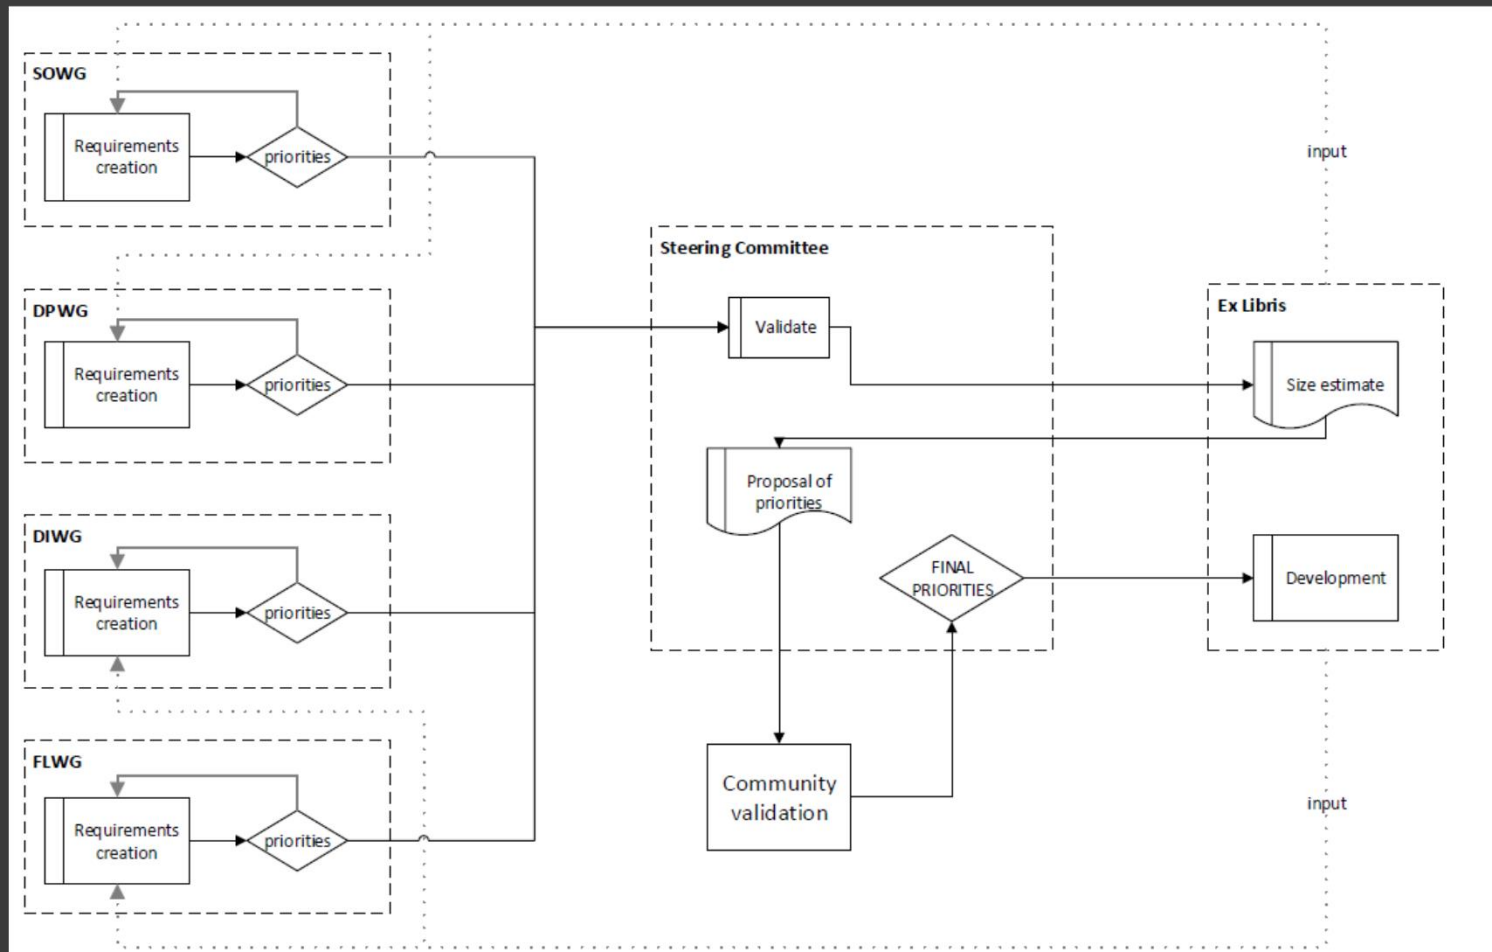 SOWG
Requirements
creation
priorities
input
Steering Committee
Ex Libris
DPWG
Validate
Requirements
creation
priorities
Size estimate
Proposal of
priorities
DIWG
FINAL
PRIORITIES
Development
Requirements
creation
priorities
FLWG
Community
validation
input
Requirements
creation
priorities